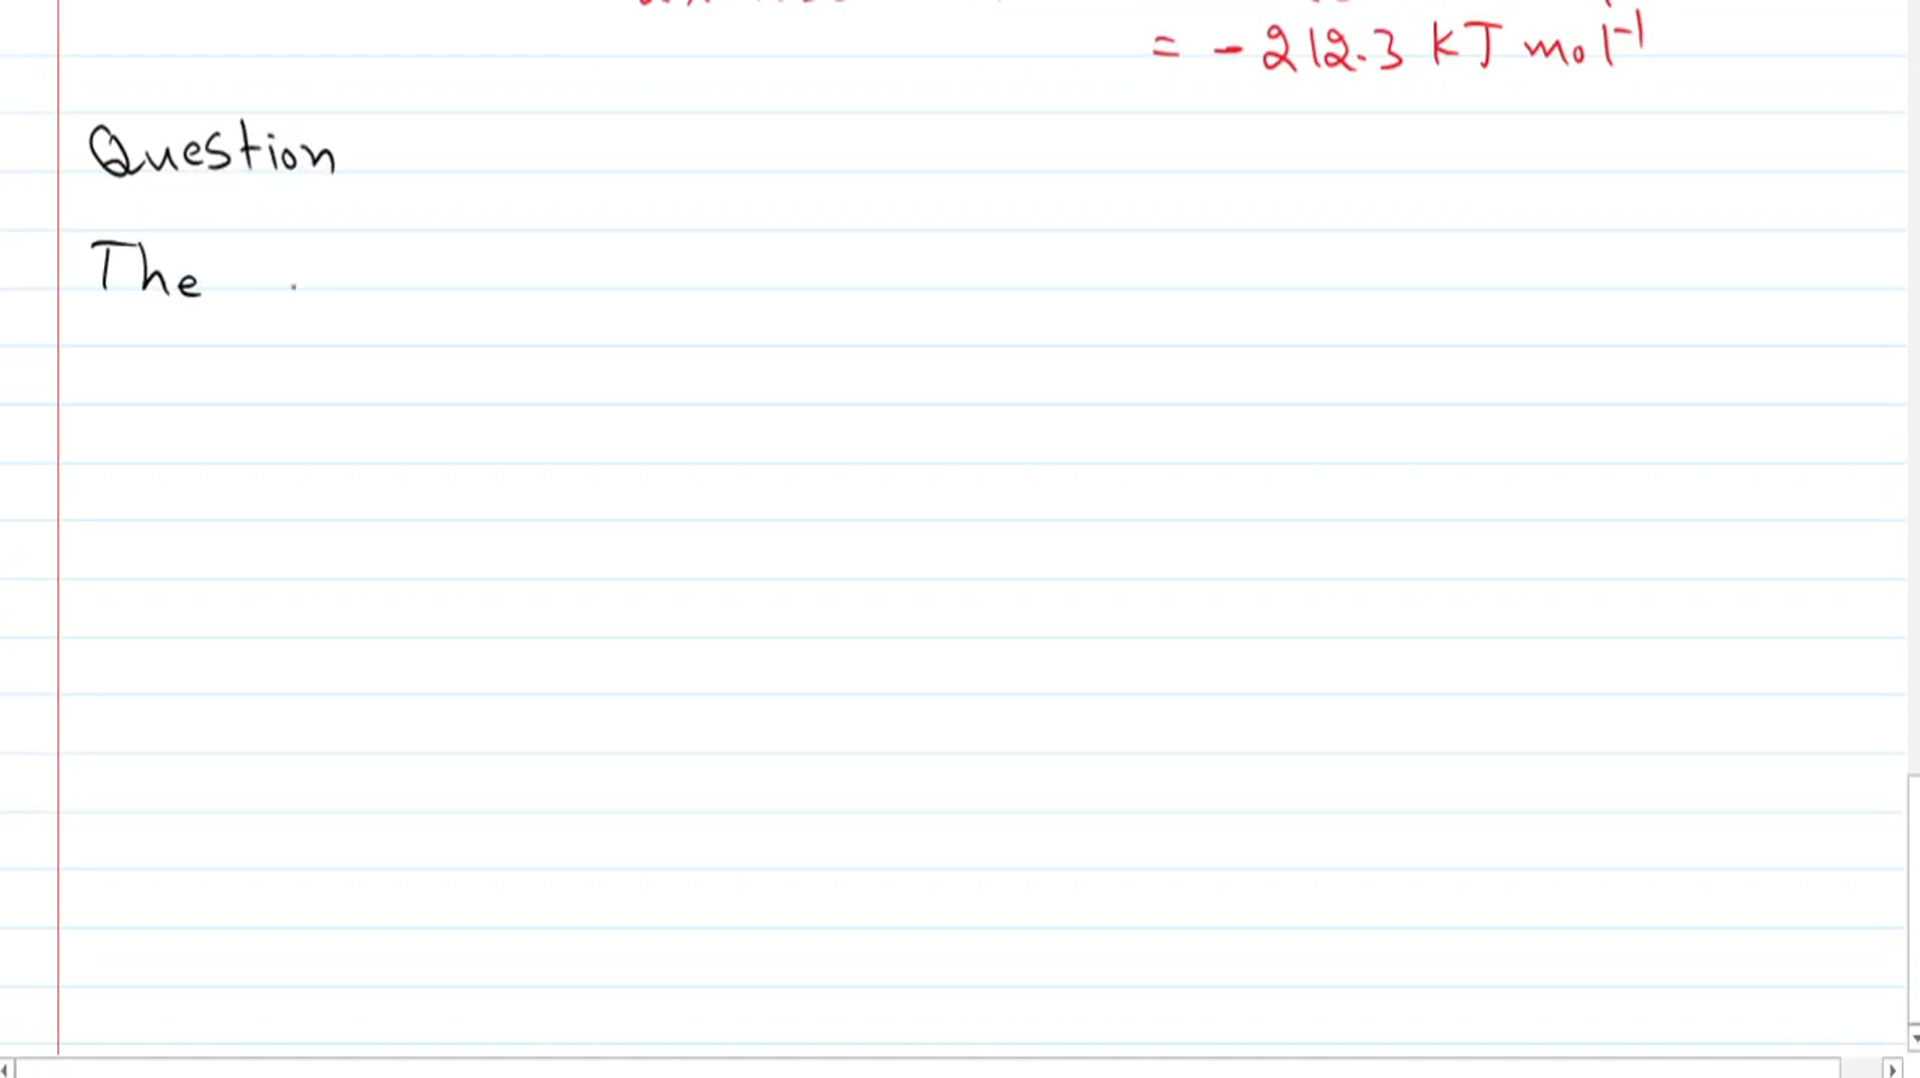 = - 212.3 KJ mol⁻¹
Question
The